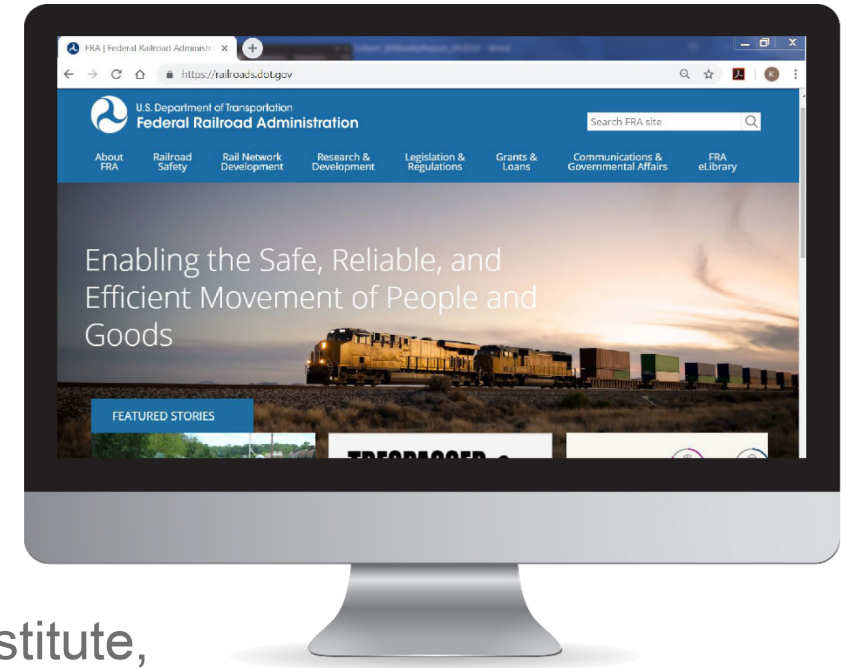 FRA | Federal Railroad Administr
https://railroads.dot.gov
K
U.S. Department of Transportation
Federal Railroad Administration
Search FRA site
About FRA
Railroad Safety
Rail Network Development
Research & Development
Legislation & Regulations
Grants & Loans
Communications & Governmental Affairs
FRA eLibrary
Enabling the Safe, Reliable, and
Efficient Movement of People and
Goods
FEATURED STORIES
stitute,